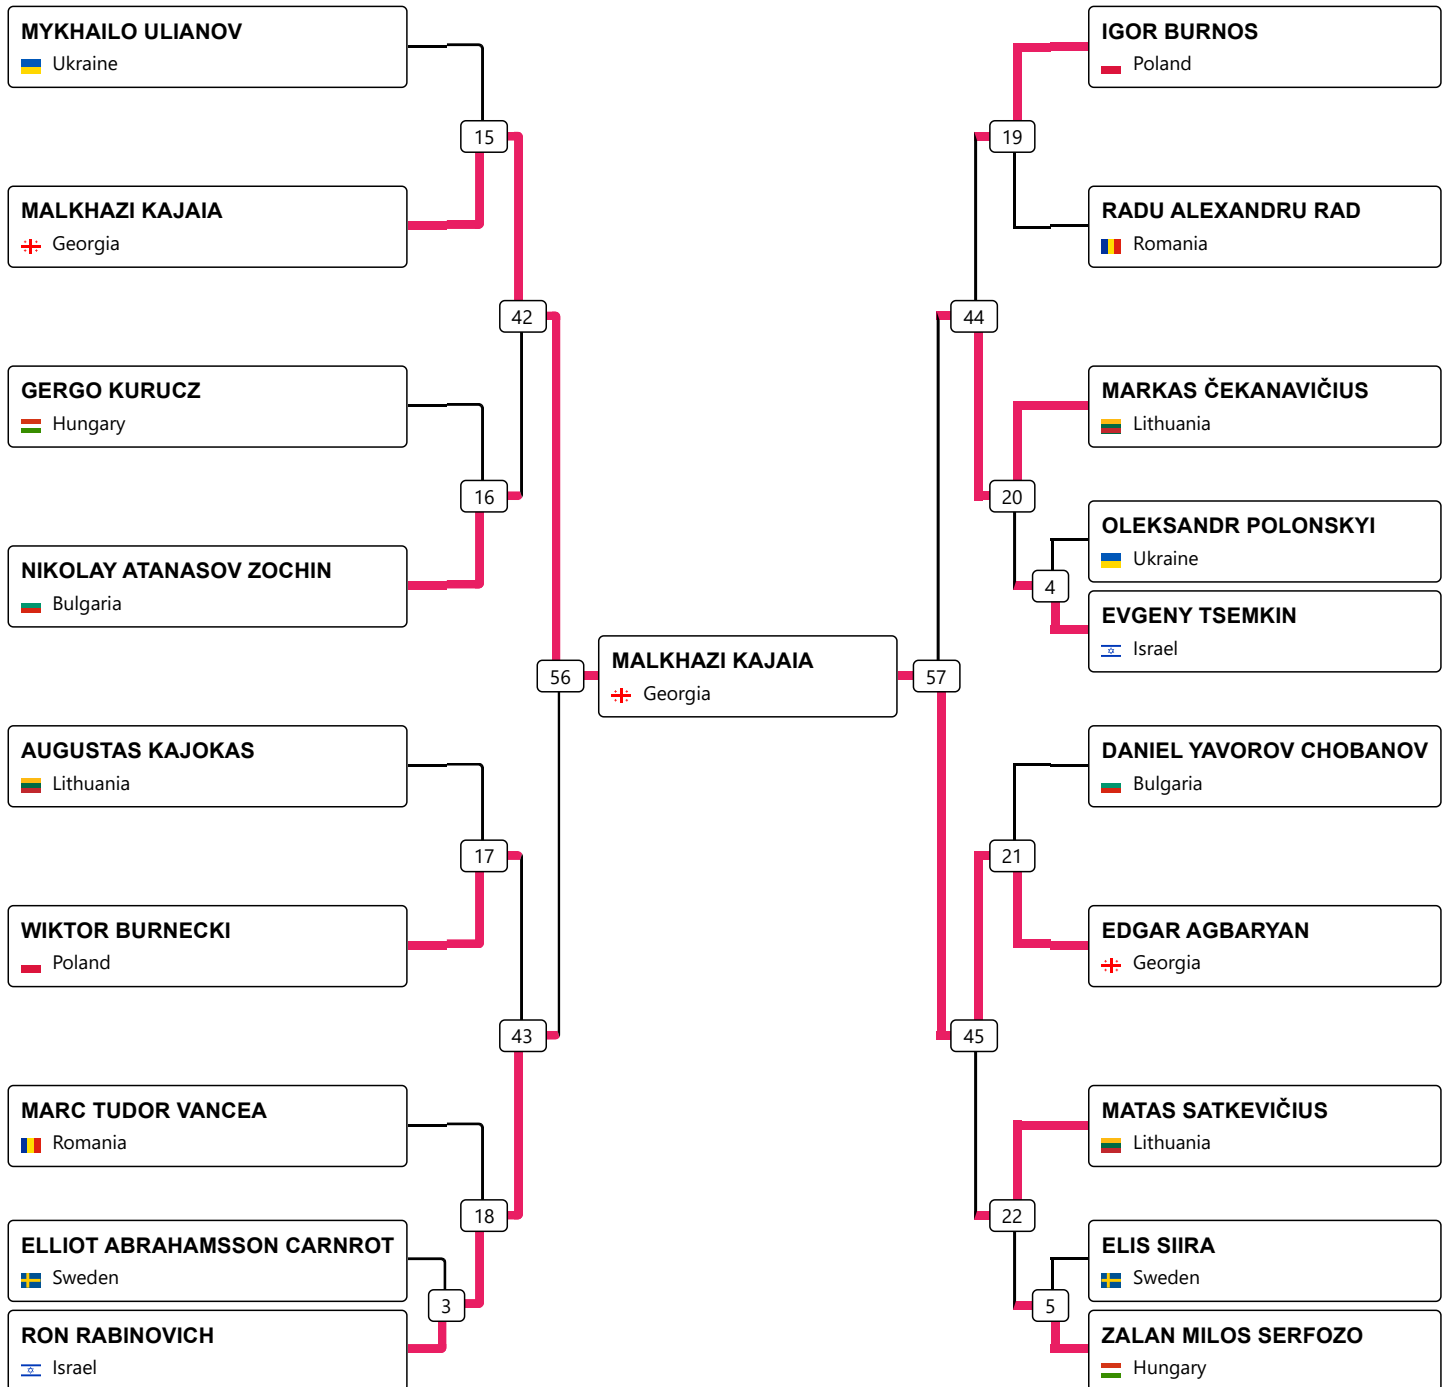 MYKHAILO ULIANOV
Ukraine
15
MALKHAZI KAJAIA
Georgia
42
GERGO KURUCZ
Hungary
16
NIKOLAY ATANASOV ZOCHIN
Bulgaria
56
AUGUSTAS KAJOKAS
Lithuania
17
WIKTOR BURNECKI
Poland
43
MARC TUDOR VANCEA
Romania
18
ELLIOT ABRAHAMSSON CARNROT
Sweden
3
RON RABINOVICH
Israel
MALKHAZI KAJAIA
Georgia
IGOR BURNOS
Poland
19
RADU ALEXANDRU RAD
Romania
44
MARKAS ČEKANAVIČIUS
Lithuania
20
OLEKSANDR POLONSKYI
Ukraine
4
EVGENY TSEMKIN
Israel
57
DANIEL YAVOROV CHOBANOV
Bulgaria
21
EDGAR AGBARYAN
Georgia
45
MATAS SATKEVIČIUS
Lithuania
22
ELIS SIIRA
Sweden
5
ZALAN MILOS SERFOZO
Hungary